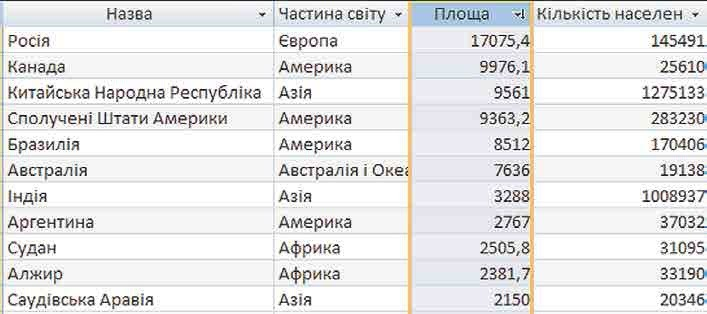 Назва Частина світу Площа Кількість населен
Росія Європа 17075,4 145491
Канада Америка 9976,1 25610
Китайська Народна Республіка Азія 9561 1275133
Сполучені Штати Америки Америка 9363,2 283230
Бразилія Америка 8512 170406
Австралія Австралія і Океа 7636 19138
Індія Азія 3288 1008937
Аргентина Америка 2767 37032
Судан Африка 2505,8 31095
Алжир Африка 2381,7 33190
Саудівська Аравія Азія 2150 20346